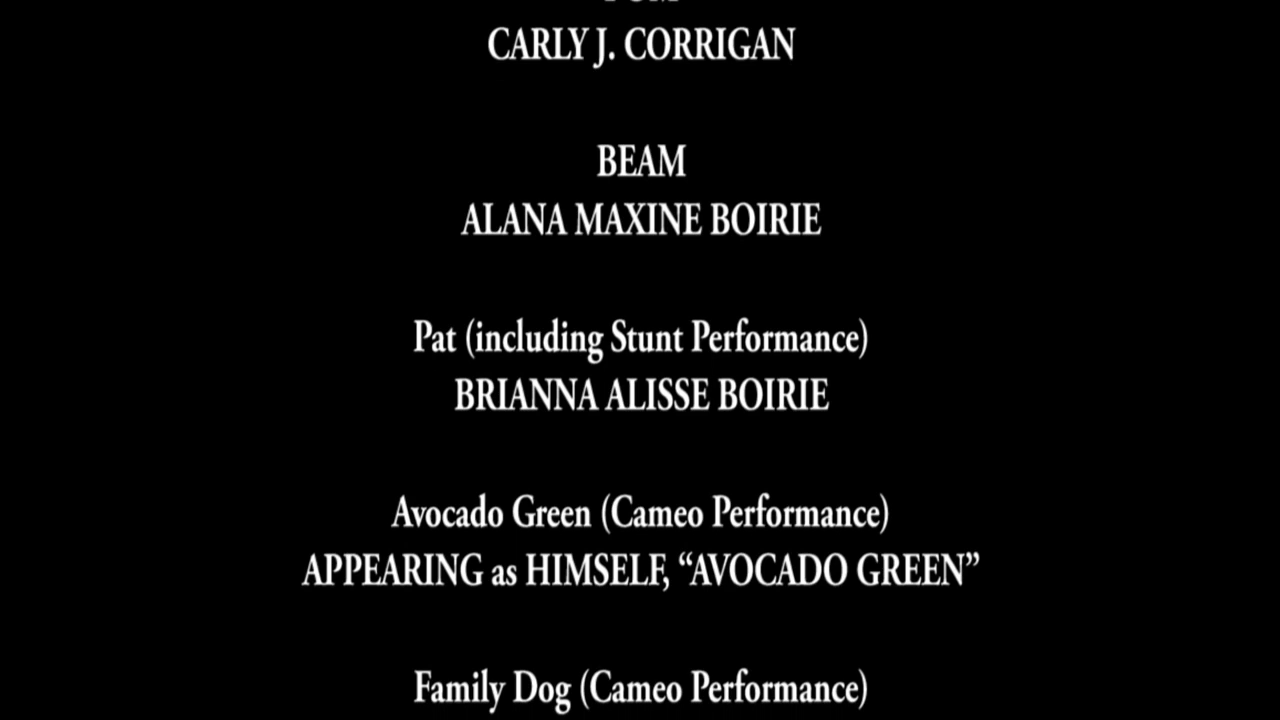 CARLY J. CORRIGAN
BEAM
ALANA MAXINE BOIRIE
Pat (including Stunt Performance)
BRIANNA ALISSE BOIRIE
Avocado Green (Cameo Performance)
APPEARING as HIMSELF, “AVOCADO GREEN”
Family Dog (Cameo Performance)